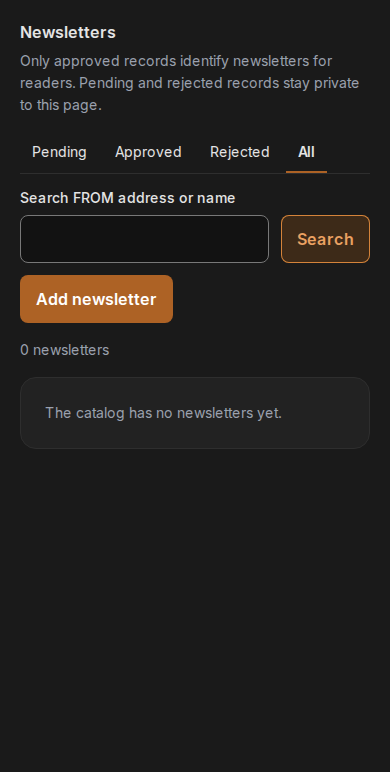 Newsletters
Only approved records identify newsletters for
readers. Pending and rejected records stay private
to this page.
Pending Approved Rejected All
Search FROM address or name
Search
Add newsletter
0 newsletters
The catalog has no newsletters yet.